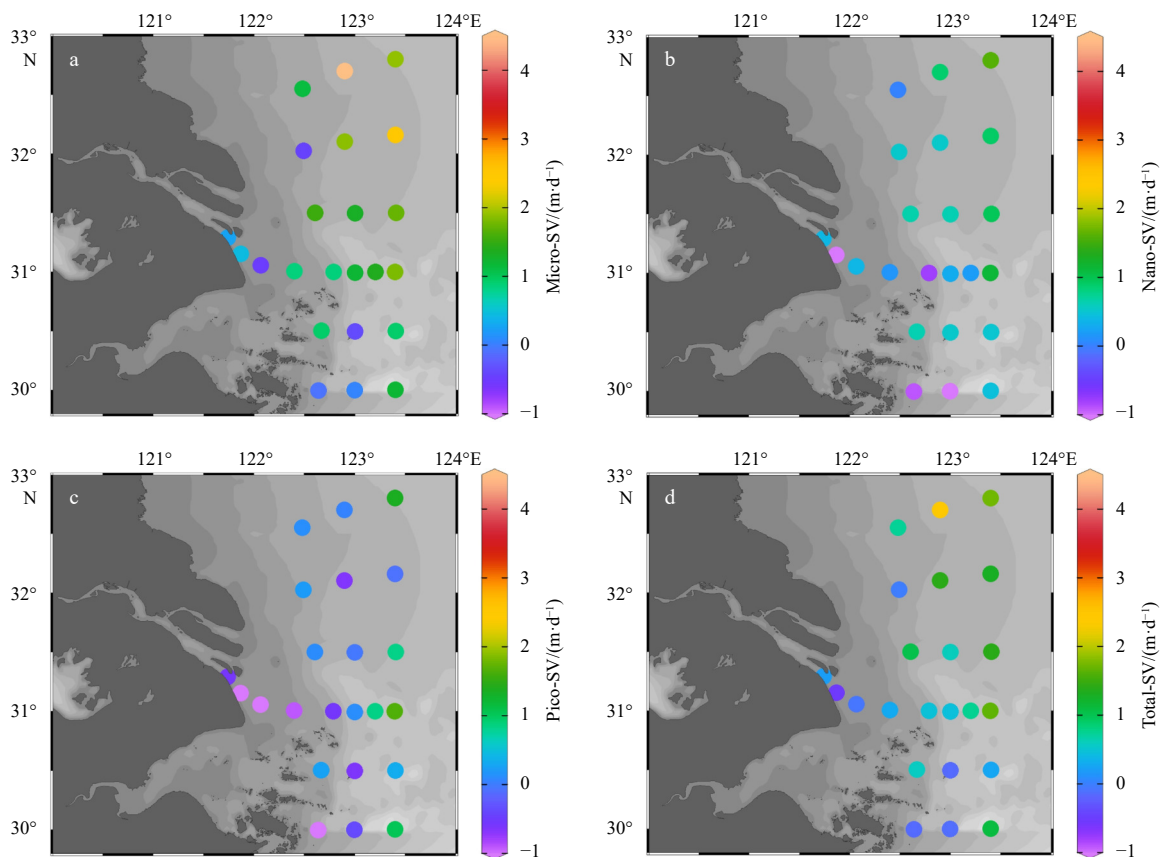 121° 122° 123° 124°E
33°
N
32°
31°
30°
a
4
3
2
1
0
−1
Micro-SV/(m·d⁻¹)
121° 122° 123° 124°E
33°
N
32°
31°
30°
b
4
3
2
1
0
−1
Nano-SV/(m·d⁻¹)
121° 122° 123° 124°E
33°
N
32°
31°
30°
c
4
3
2
1
0
−1
Pico-SV/(m·d⁻¹)
121° 122° 123° 124°E
33°
N
32°
31°
30°
d
4
3
2
1
0
−1
Total-SV/(m·d⁻¹)